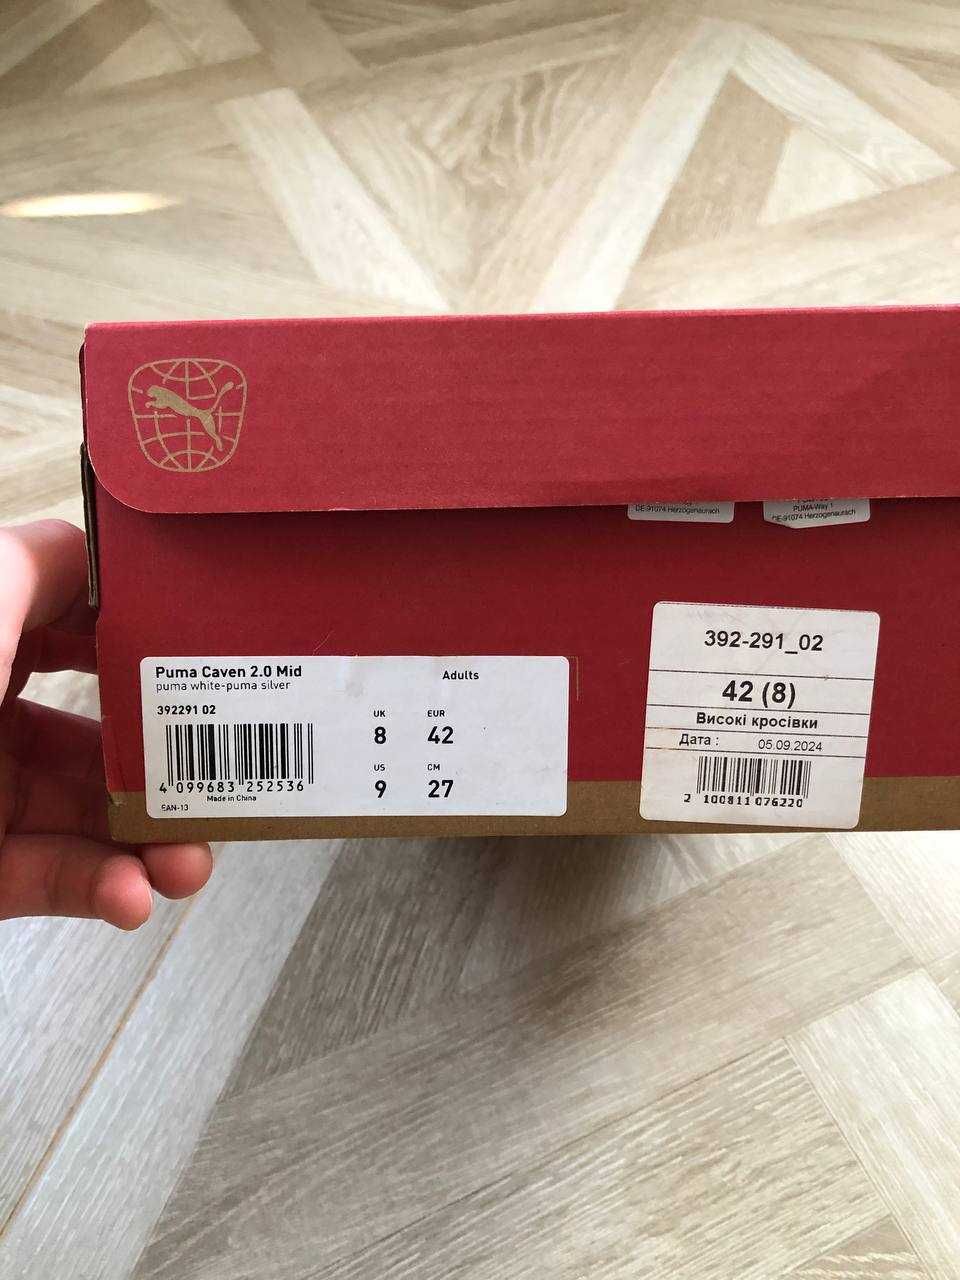 DE-91074 Herzogenaurach
PUMA Way 1
DE-91074 Herzogenaurach
Puma Caven 2.0 Mid
puma white-puma silver
Adults
392291 02
UK
EUR
8
42
US
CM
9
27
4 099683 252536
Made in China
EAN-13
392-291_02
42 (8)
Високі кросівки
Дата : 05.09.2024
2 100811 076220